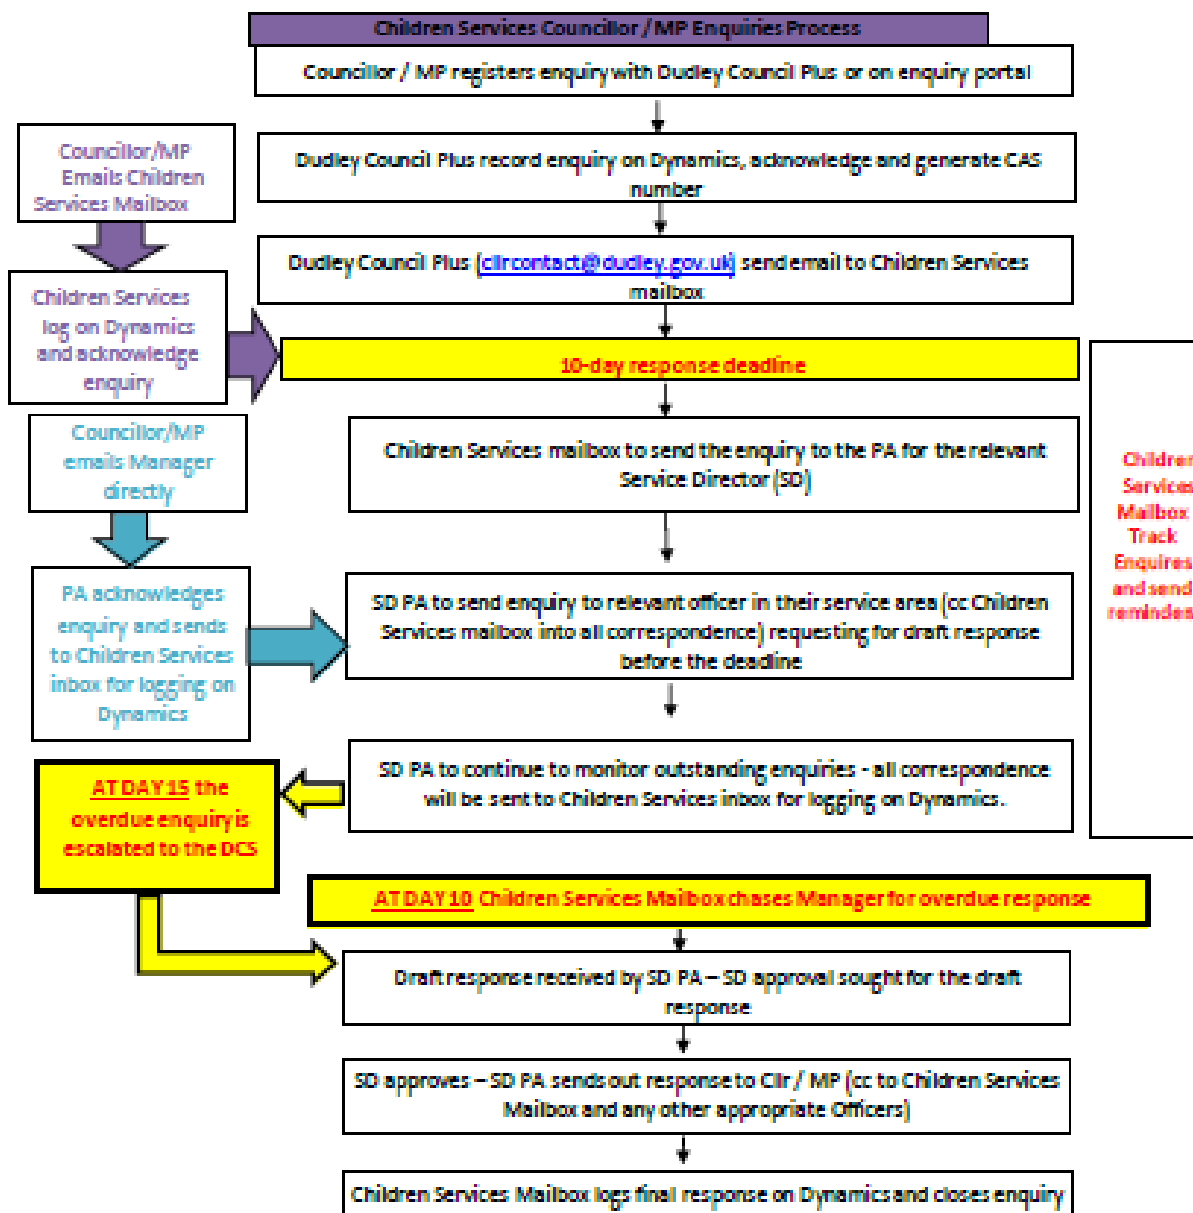 Children Services Councillor / MP Enquiries Process
Councillor / MP registers enquiry with Dudley Council Plus or on enquiry portal
Councillor/MP
Emails Children
Services Mailbox
Dudley Council Plus record enquiry on Dynamics, acknowledge and generate CAS
number
Dudley Council Plus (cllrcontact@dudley.gov.uk) send email to Children Services
mailbox
Children Services
log on Dynamics
and acknowledge
enquiry
10-day response deadline
Councillor/MP
emails Manager
directly
Children Services mailbox to send the enquiry to the PA for the relevant
Service Director (SD)
Children
Services
Mailbox
Track
Enquires
and send
reminders
PA acknowledges
enquiry and sends
to Children Services
inbox for logging on
Dynamics
SD PA to send enquiry to relevant officer in their service area (cc Children
Services mailbox into all correspondence) requesting for draft response
before the deadline
SD PA to continue to monitor outstanding enquiries - all correspondence
will be sent to Children Services inbox for logging on Dynamics.
AT DAY 15 the
overdue enquiry is
escalated to the DCS
AT DAY 10 Children Services Mailbox chases Manager for overdue response
Draft response received by SD PA – SD approval sought for the draft
response
SD approves – SD PA sends out response to Cllr / MP (cc to Children Services
Mailbox and any other appropriate Officers)
Children Services Mailbox logs final response on Dynamics and closes enquiry